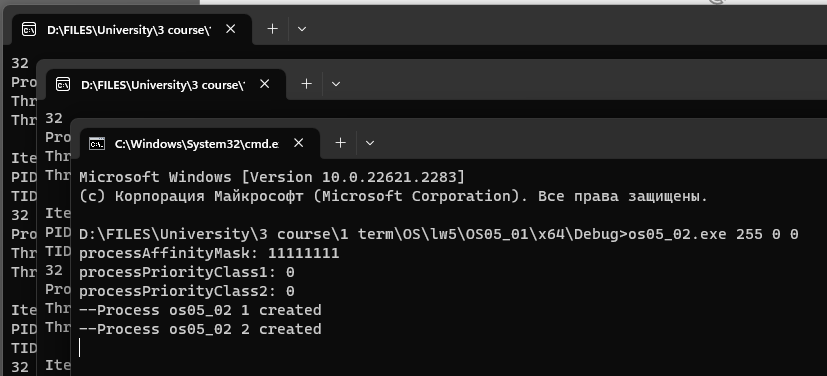 D:\FILES\University\3 course\1
32
Pro
Thr
Thr
Ite
PID
TID
32
Pro
Thr
Thr
Ite
PID
TID
32
D:\FILES\University\3 course\1
32
Pro
Thr
Thr
Ite
PID
TID
32
Pro
Thr
Thr
Ite
C:\Windows\System32\cmd.e
Microsoft Windows [Version 10.0.22621.2283]
(c) Корпорация Майкрософт (Microsoft Corporation). Все права защищены.
D:\FILES\University\3 course\1 term\OS\lw5\OS05_01\x64\Debug>os05_02.exe 255 0 0
processAffinityMask: 11111111
processPriorityClass1: 0
processPriorityClass2: 0
--Process os05_02 1 created
--Process os05_02 2 created